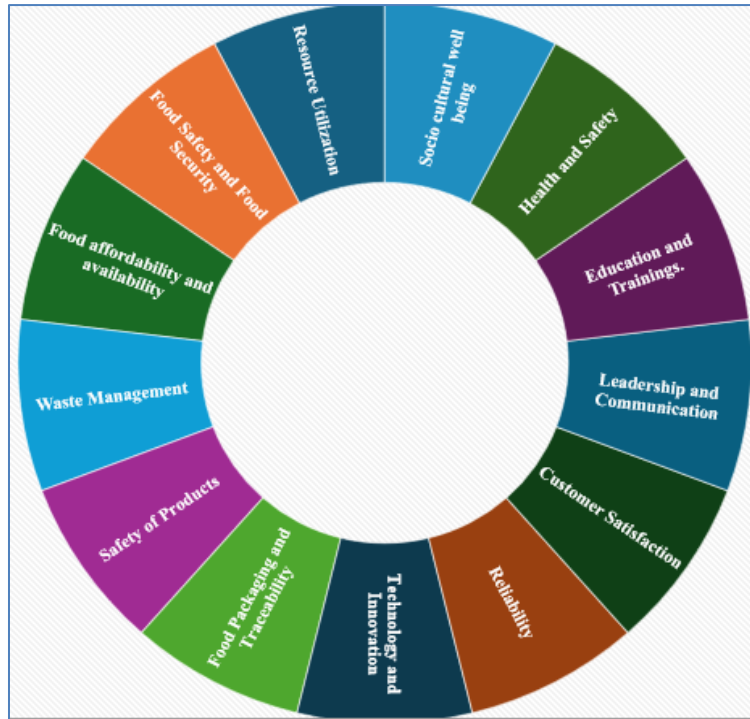 Socio cultural well
being
Health and Safety
Education and
Trainings.
Leadership and
Communication
Customer Satisfaction
Reliability
Technology and
Innovation
Food Packaging and
Traceability
Safety of Products
Waste Management
Food affordability and
availability
Food Safety and Food
Security
Resource Utilization